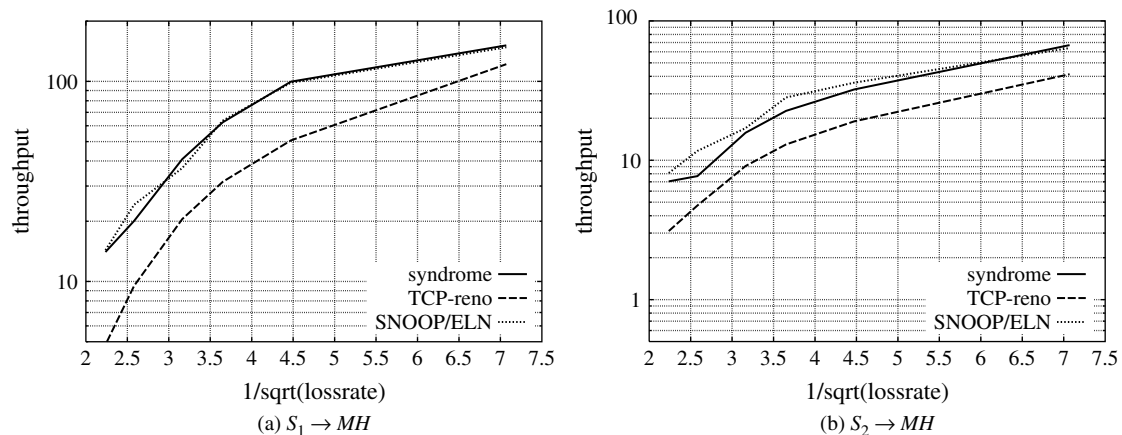 throughput
100
10
syndrome
TCP-reno
SNOOP/ELN
2 2.5 3 3.5 4 4.5 5 5.5 6 6.5 7 7.5
1/sqrt(lossrate)
(a) S₁ → MH
throughput
100
10
1
syndrome
TCP-reno
SNOOP/ELN
2 2.5 3 3.5 4 4.5 5 5.5 6 6.5 7 7.5
1/sqrt(lossrate)
(b) S₂ → MH